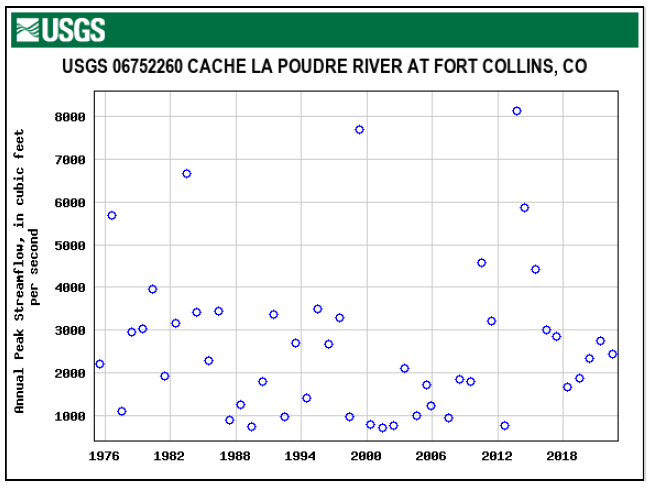 USGS
USGS 06752260 CACHE LA POUDRE RIVER AT FORT COLLINS, CO
Annual Peak Streamflow, in cubic feet
per second
8000
7000
6000
5000
4000
3000
2000
1000
1976 1982 1988 1994 2000 2006 2012 2018